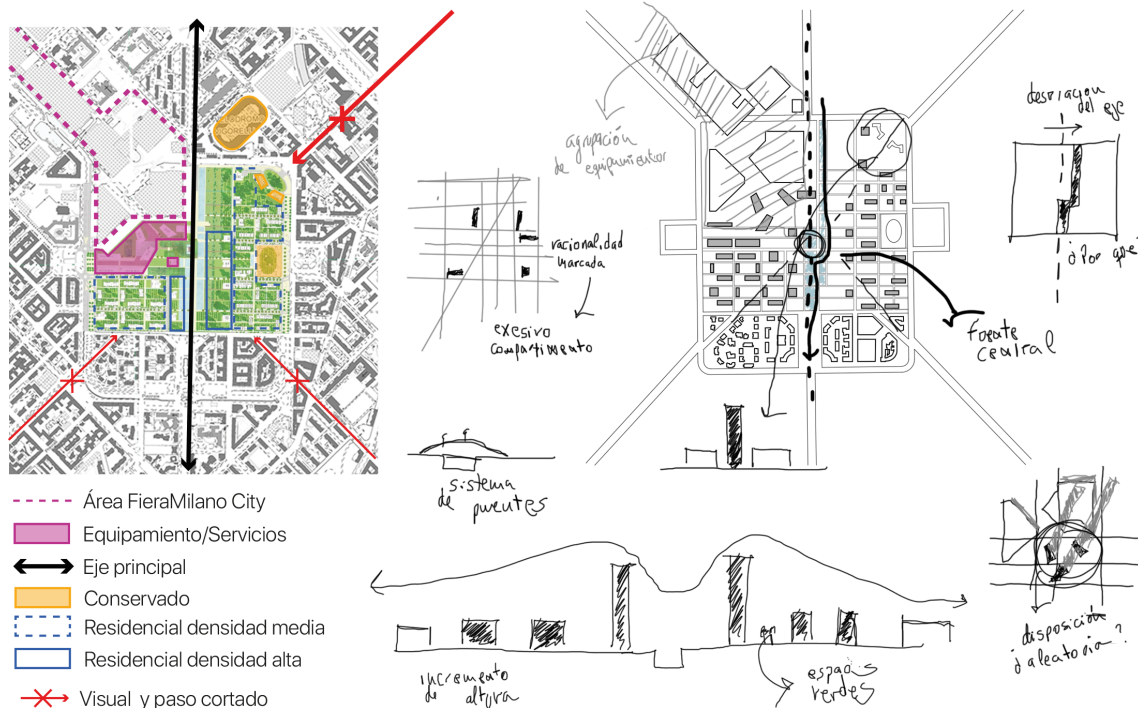 agrupación
de equipamientos
racionalidad
marcada
exesivo
compartimento
desviación
del eje
¿Por qué
Fuente
central
sistema
de puentes
incremento
de
altura
espacios
verdes
disposición
¿aleatoria?
Área FieraMilano City
Equipamiento/Servicios
Eje principal
Conservado
Residencial densidad media
Residencial densidad alta
Visual y paso cortado